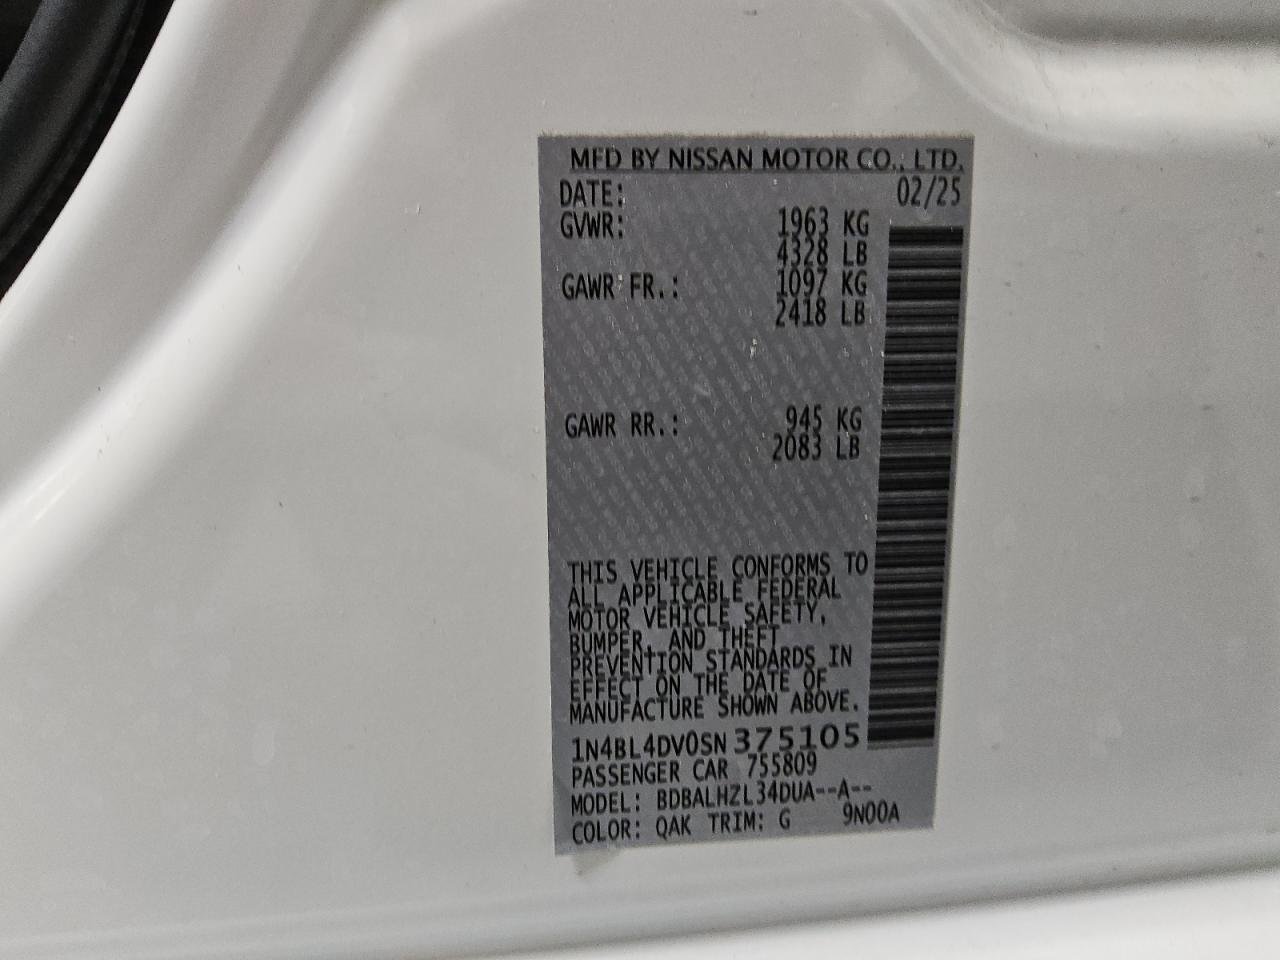 MFD BY NISSAN MOTOR CO., LTD.
DATE: 02/25
GVWR: 1963 KG
4328 LB
GAWR FR.: 1097 KG
2418 LB
GAWR RR.: 945 KG
2083 LB
THIS VEHICLE CONFORMS TO
ALL APPLICABLE FEDERAL
MOTOR VEHICLE SAFETY,
BUMPER, AND THEFT
PREVENTION STANDARDS IN
EFFECT ON THE DATE OF
MANUFACTURE SHOWN ABOVE.
1N4BL4DV0SN375105
PASSENGER CAR 755809
MODEL: BDBALHZL34DUA--A--
COLOR: QAK TRIM: G 9N00A